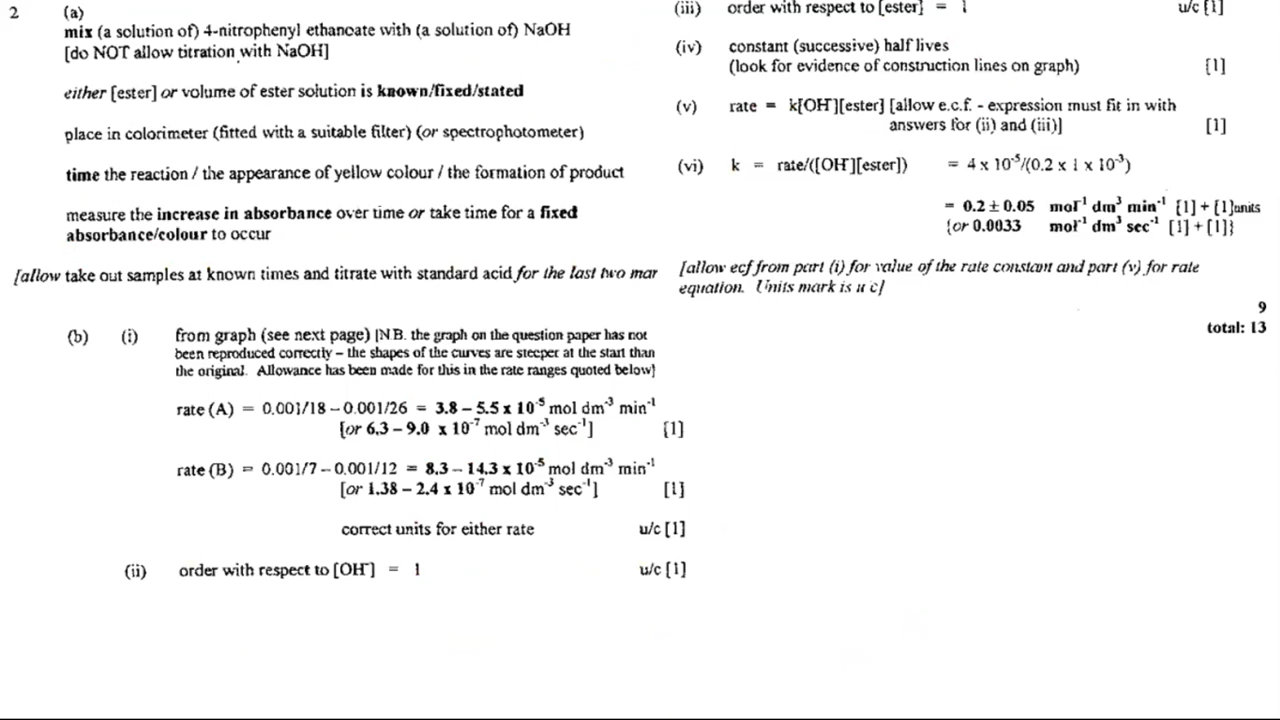 2 (a)
mix (a solution of) 4-nitrophenyl ethanoate with (a solution of) NaOH
[do NOT allow titration with NaOH]
either [ester] or volume of ester solution is known/fixed/stated
place in colorimeter (fitted with a suitable filter) (or spectrophotometer)
time the reaction / the appearance of yellow colour / the formation of product
measure the increase in absorbance over time or take time for a fixed
absorbance/colour to occur
[allow take out samples at known times and titrate with standard acid for the last two mar
(b) (i) from graph (see next page) [N.B. the graph on the question paper has not
been reproduced correctly – the shapes of the curves are steeper at the start than
the original. Allowance has been made for this in the rate ranges quoted below]
rate (A) = 0.001/18 – 0.001/26 = 3.8 – 5.5 x 10⁻⁵ mol dm⁻³ min⁻¹
[or 6.3 – 9.0 x 10⁻⁷ mol dm⁻³ sec⁻¹] [1]
rate (B) = 0.001/7 – 0.001/12 = 8.3 – 14.3 x 10⁻⁵ mol dm⁻³ min⁻¹
[or 1.38 – 2.4 x 10⁻⁷ mol dm⁻³ sec⁻¹] [1]
correct units for either rate u/c [1]
(ii) order with respect to [OH⁻] = 1 u/c [1]
(iii) order with respect to [ester] = 1 u/c [1]
(iv) constant (successive) half lives
(look for evidence of construction lines on graph) [1]
(v) rate = k[OH⁻][ester] [allow e.c.f. - expression must fit in with
answers for (ii) and (iii)] [1]
(vi) k = rate/([OH⁻][ester]) = 4 x 10⁻⁵/(0.2 x 1 x 10⁻³)
= 0.2 ± 0.05 mol⁻¹ dm³ min⁻¹ [1] + [1]units
{or 0.0033 mol⁻¹ dm³ sec⁻¹ [1] + [1]}
[allow ecf from part (i) for value of the rate constant and part (v) for rate
equation. Units mark is u/c]
9
total: 13